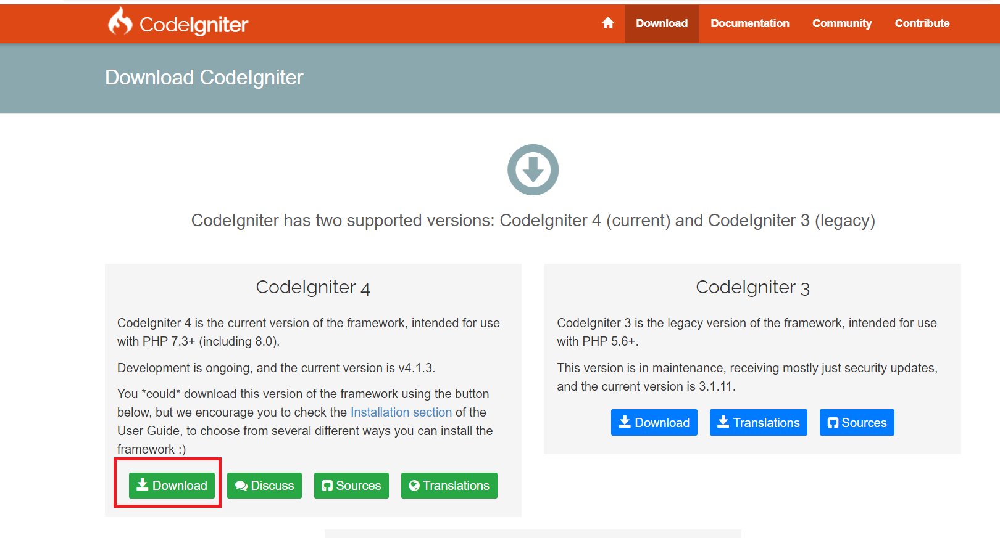 CodeIgniter
Download
Documentation
Community
Contribute
Download CodeIgniter
CodeIgniter has two supported versions: CodeIgniter 4 (current) and CodeIgniter 3 (legacy)
CodeIgniter 4
CodeIgniter 4 is the current version of the framework, intended for use
with PHP 7.3+ (including 8.0).
Development is ongoing, and the current version is v4.1.3.
You *could* download this version of the framework using the button
below, but we encourage you to check the Installation section of the
User Guide, to choose from several different ways you can install the
framework :)
Download
Discuss
Sources
Translations
CodeIgniter 3
CodeIgniter 3 is the legacy version of the framework, intended for use
with PHP 5.6+.
This version is in maintenance, receiving mostly just security updates,
and the current version is 3.1.11.
Download
Translations
Sources